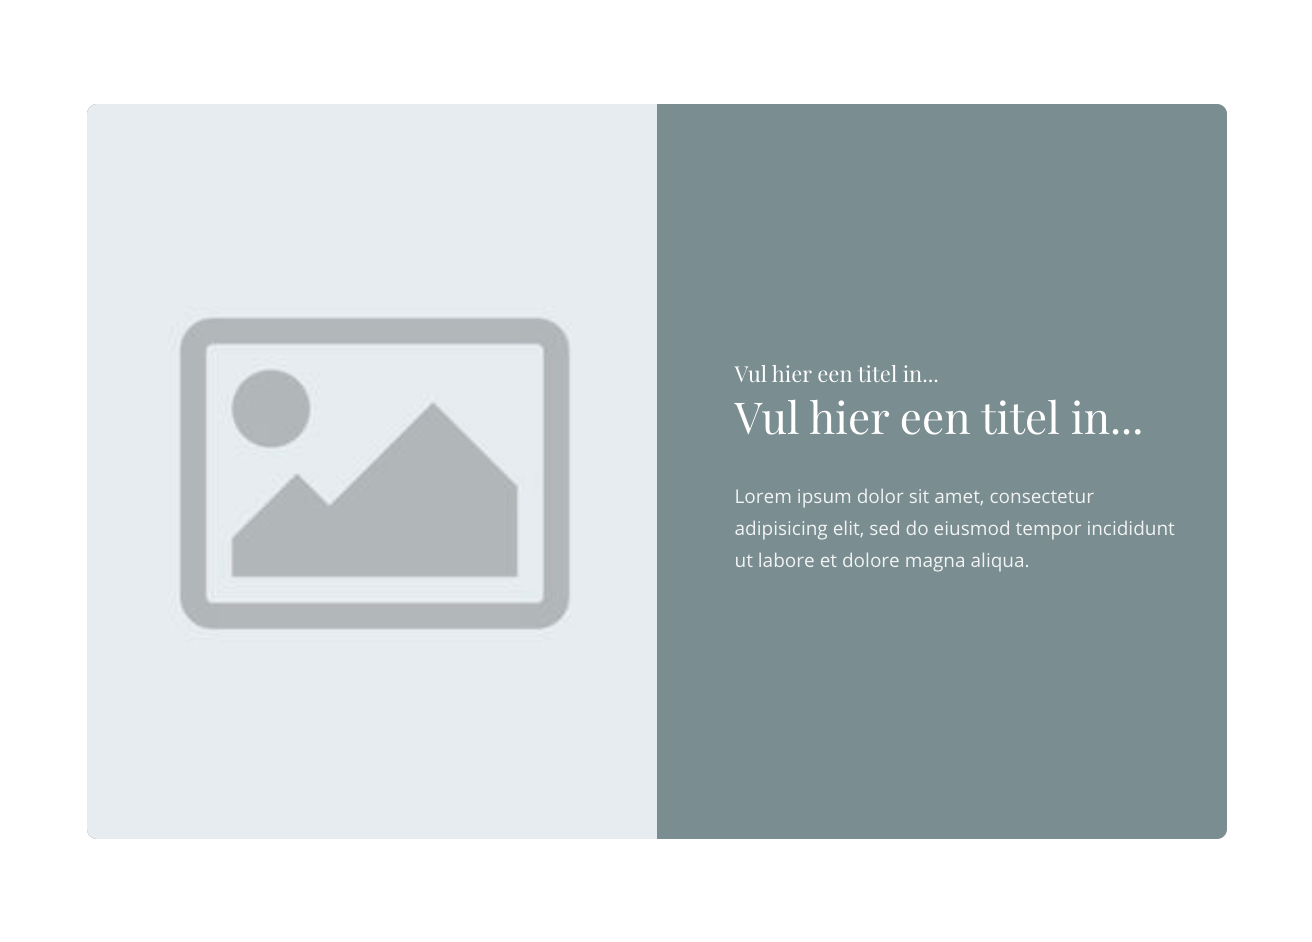 Vul hier een titel in...
Vul hier een titel in...
Lorem ipsum dolor sit amet, consectetur
adipisicing elit, sed do eiusmod tempor incididunt
ut labore et dolore magna aliqua.